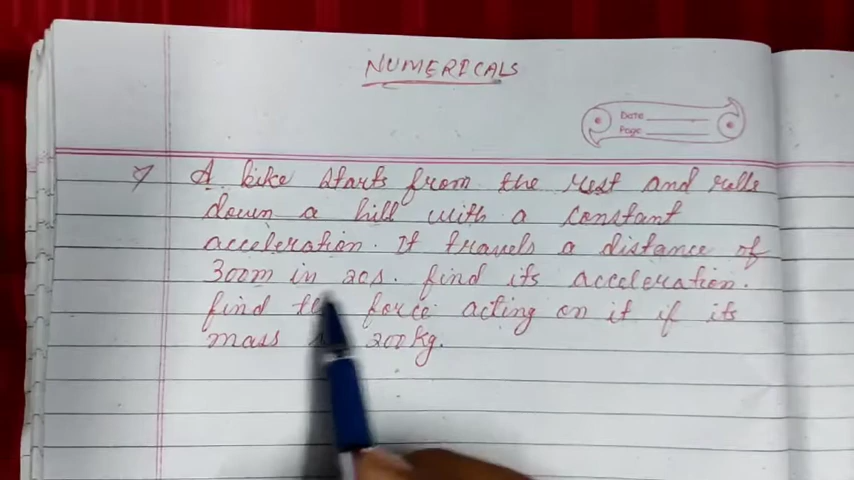 NUMERICALS
Date
Page
A bike starts from the rest and rolls
down a hill with a constant
acceleration. It travels a distance of
300m in 20s. find its acceleration.
find the force acting on it if its
mass 200kg.